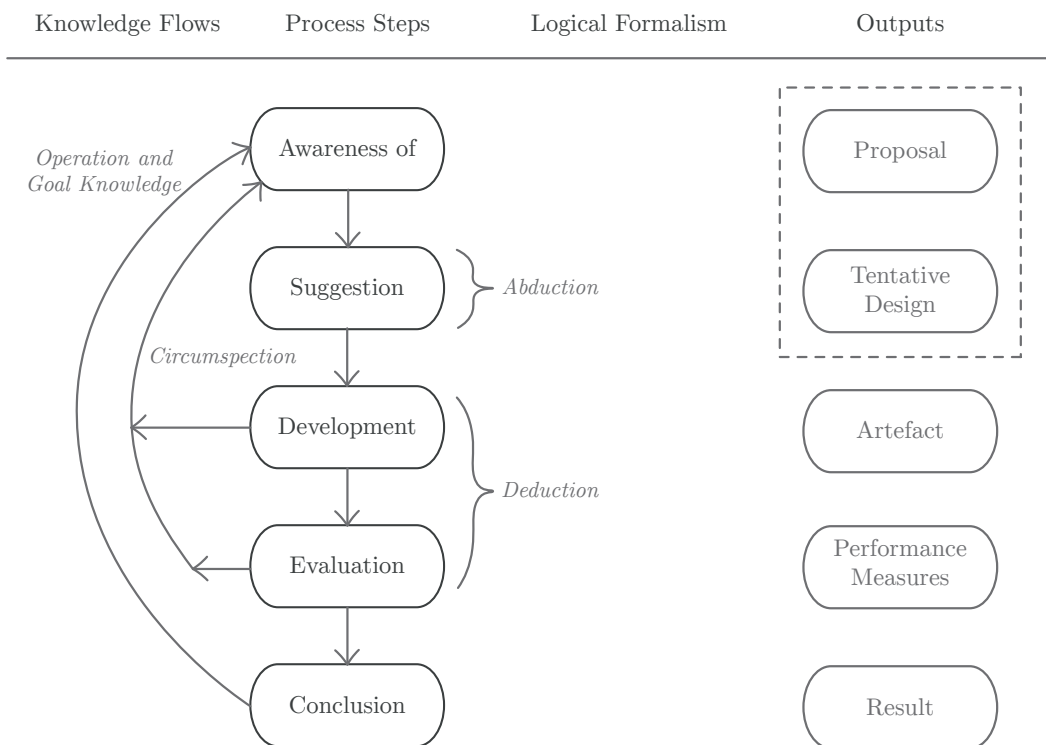 Knowledge Flows
Process Steps
Logical Formalism
Outputs
Operation and
Goal Knowledge
Awareness of
Proposal
Suggestion
Abduction
Tentative
Design
Circumspection
Development
Artefact
Deduction
Evaluation
Performance
Measures
Conclusion
Result